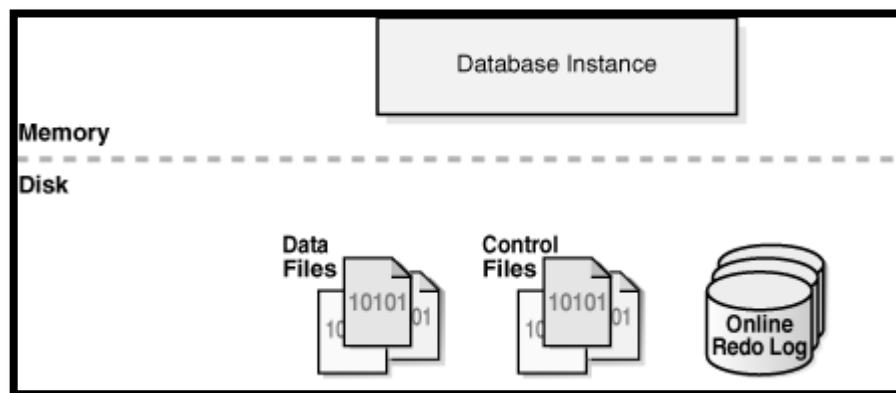 Database Instance
Memory
Disk
Data
Files
Control
Files
10101
10
01
10101
10
01
Online
Redo Log